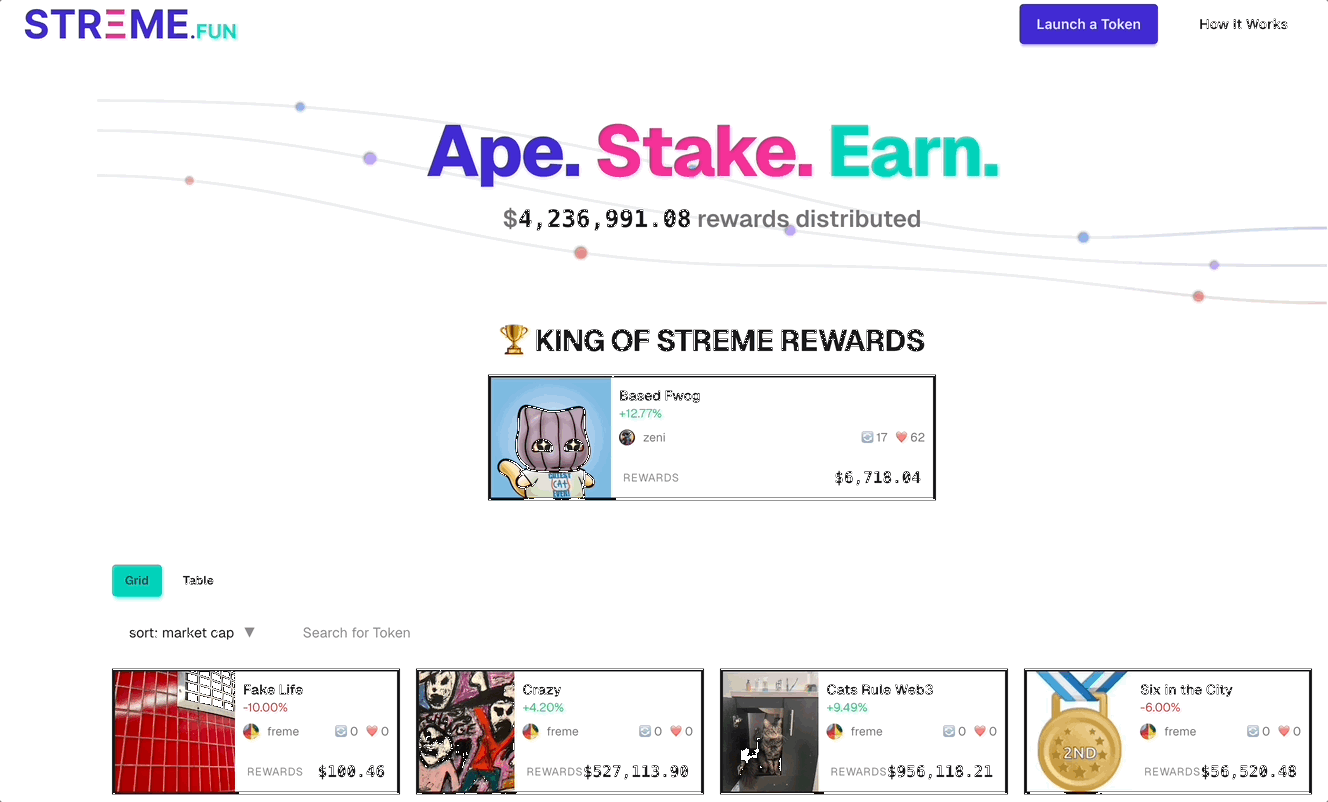 STREME.FUN
Launch a Token
How it Works
Ape. Stake. Earn.
$4,236,991.08 rewards distributed
🏆 KING OF STREME REWARDS
Based Fwog
+12.77%
zeni
17
62
CAT
REWARDS
$6,718.04
Grid
Table
sort: market cap ▼
Search for Token
Fake Life
-10.00%
freme
0
0
REWARDS
$100.46
Crazy
+4.20%
freme
0
0
REWARDS
$527,113.90
Cats Rule Web3
+9.49%
freme
0
0
REWARDS
$956,118.21
2ND
Six in the City
-6.00%
freme
0
0
REWARDS
$56,520.48